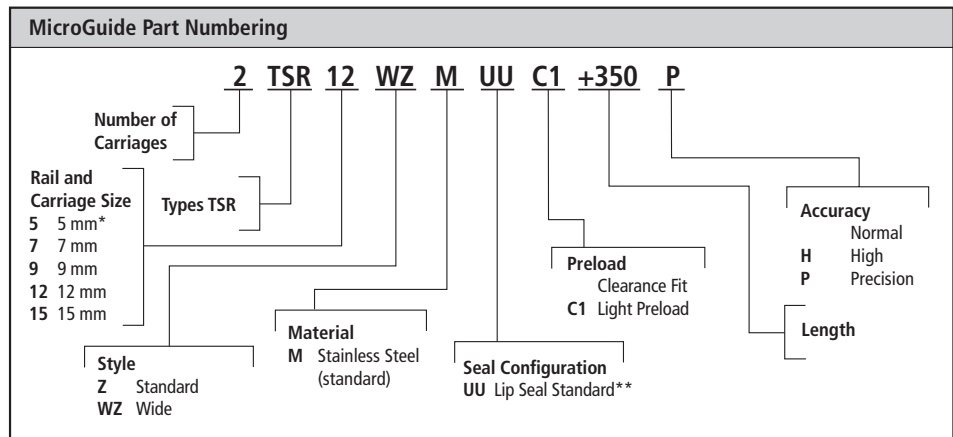 MicroGuide Part Numbering
2 TSR 12 WZ M UU C1 +350 P
Number of
Carriages
Rail and
Carriage Size
5 5 mm*
7 7 mm
9 9 mm
12 12 mm
15 15 mm
Types TSR
Style
Z Standard
WZ Wide
Material
M Stainless Steel
(standard)
Seal Configuration
UU Lip Seal Standard**
Preload
Clearance Fit
C1 Light Preload
Accuracy
Normal
H High
P Precision
Length